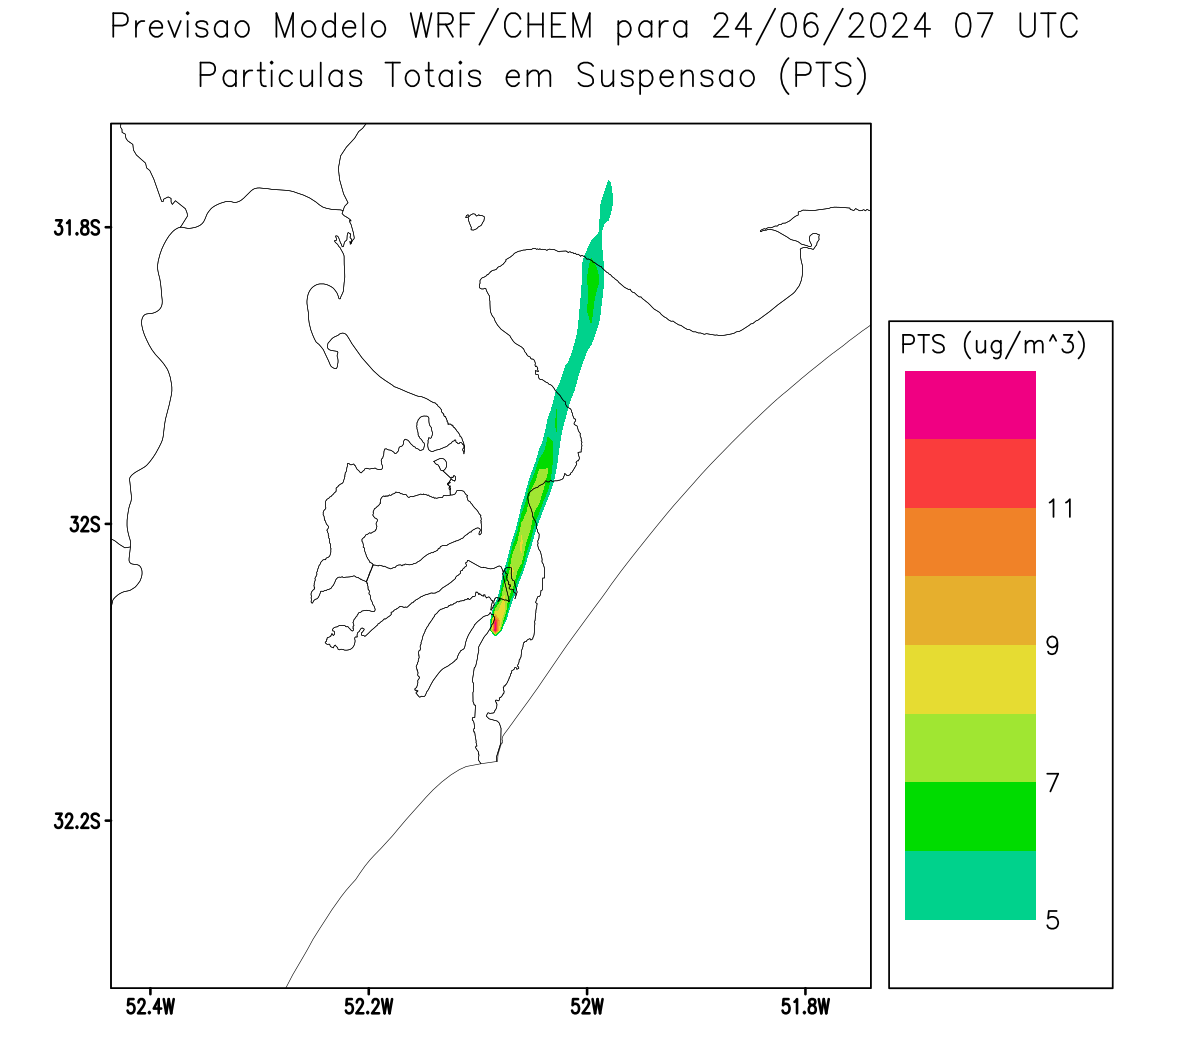 Previsao Modelo WRF/CHEM para 24/06/2024 07 UTC
Particulas Totais em Suspensao (PTS)
31.8S
32S
32.2S
52.4W
52.2W
52W
51.8W
PTS (ug/m^3)
11
9
7
5